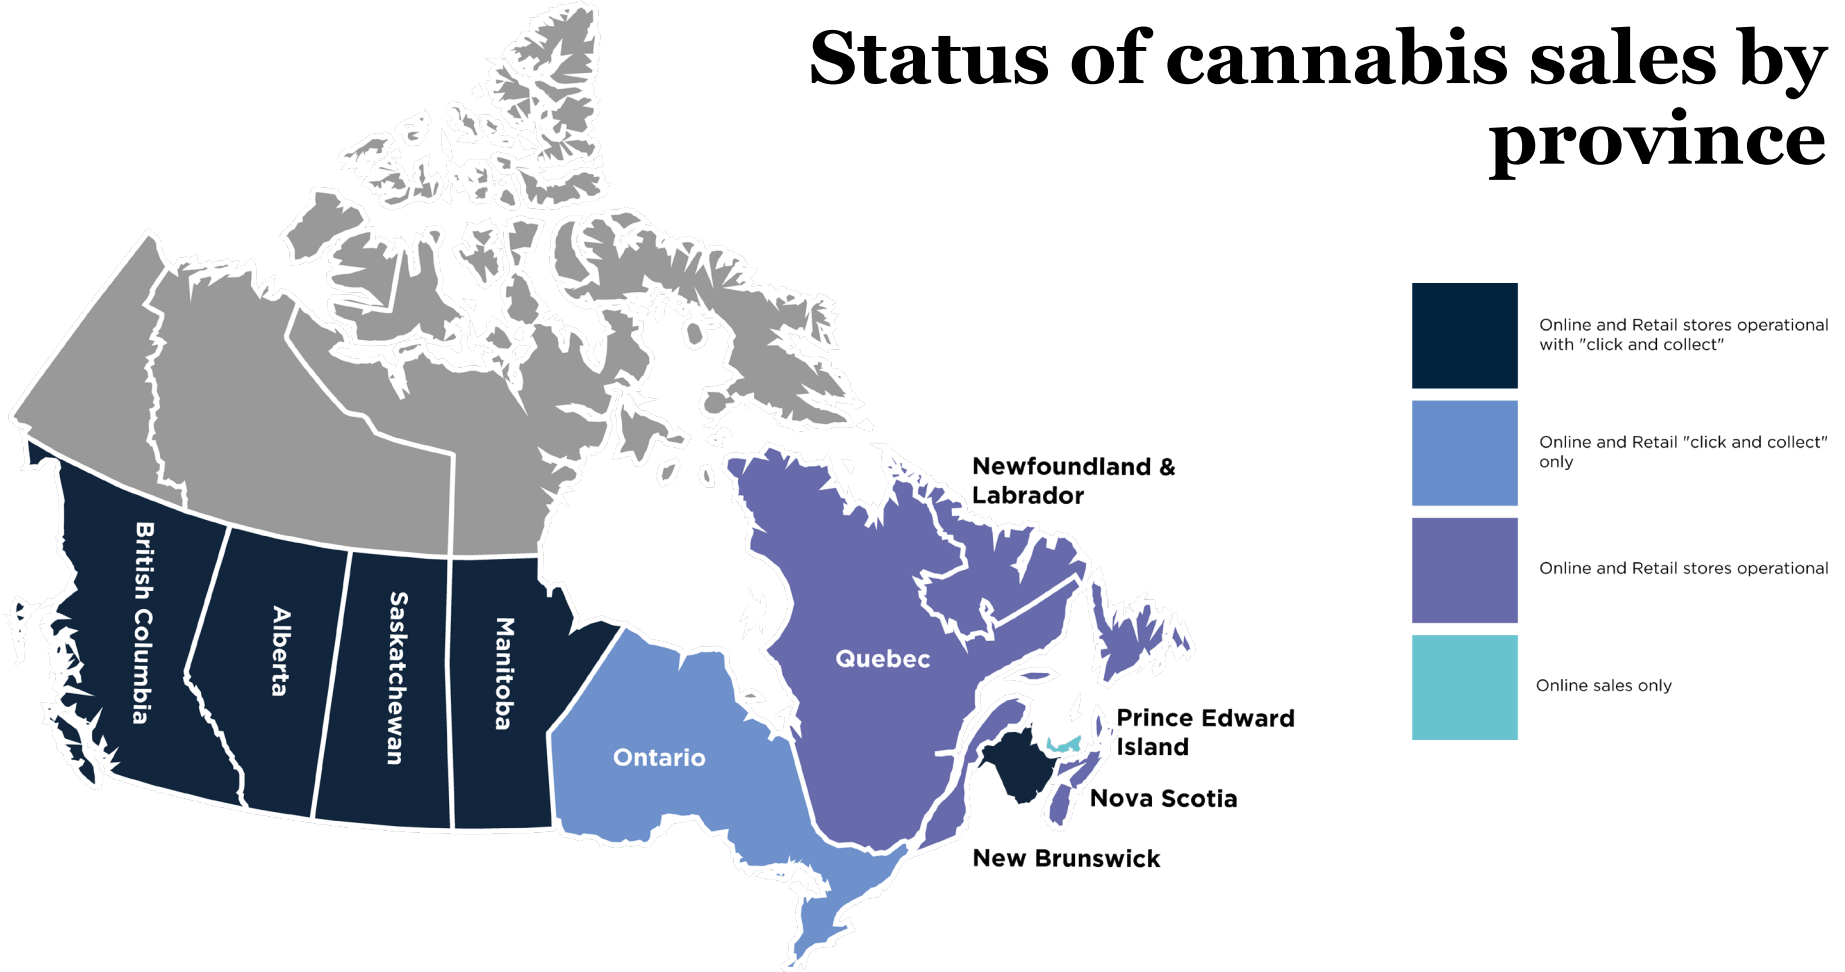 Status of cannabis sales by
province
Online and Retail stores operational
with "click and collect"
Online and Retail "click and collect"
only
Online and Retail stores operational
Online sales only
British Columbia
Alberta
Saskatchewan
Manitoba
Ontario
Quebec
Newfoundland &
Labrador
Prince Edward
Island
Nova Scotia
New Brunswick